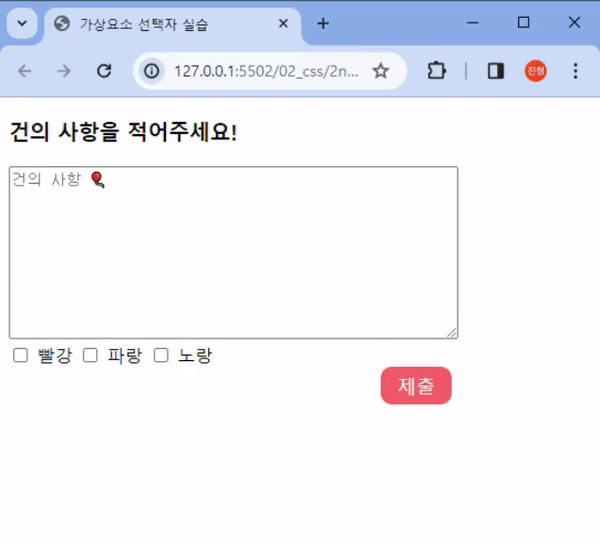 가상요소 선택자 실습
127.0.0.1:5502/02_css/2n...
진형
건의 사항을 적어주세요!
건의 사항
빨강 파랑 노랑
제출